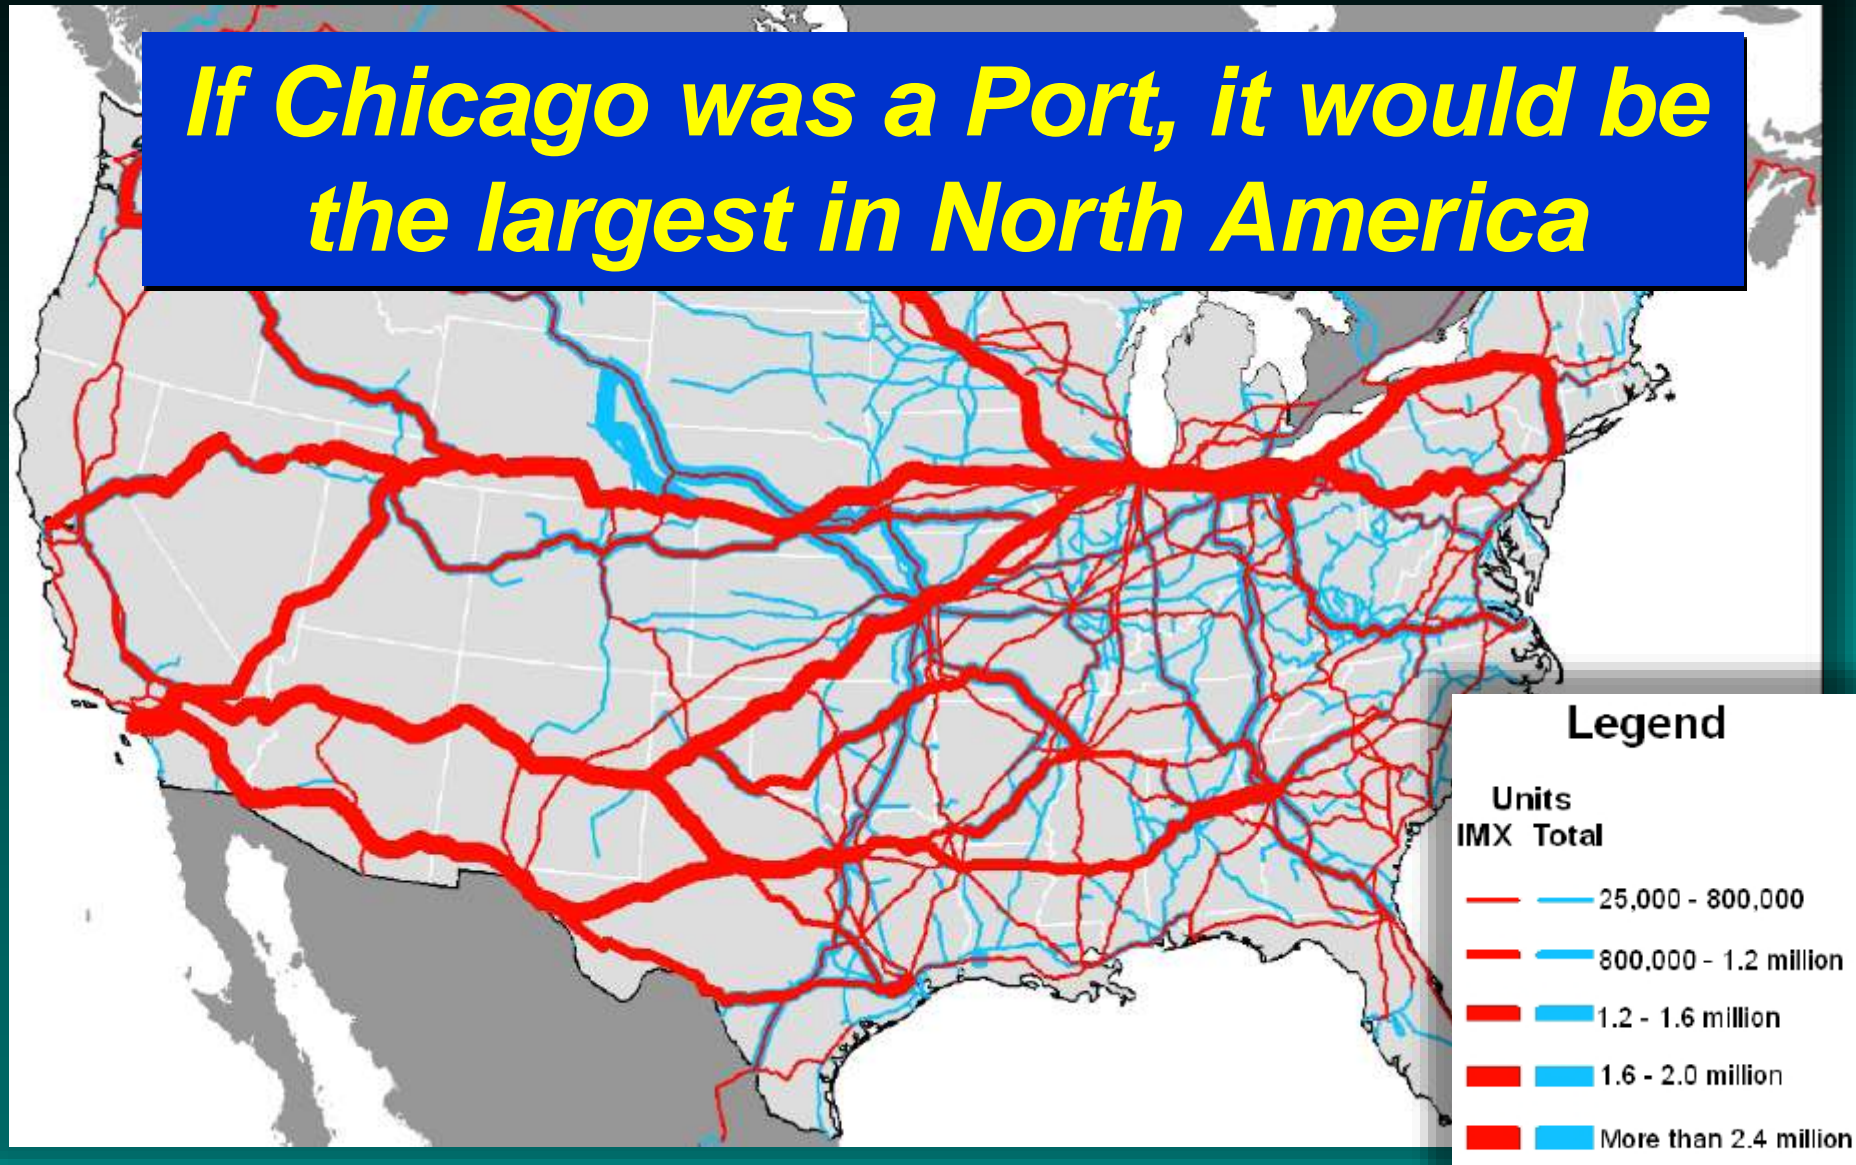 If Chicago was a Port, it would be
the largest in North America
Legend
Units
IMX Total
25,000 - 800,000
800,000 - 1.2 million
1.2 - 1.6 million
1.6 - 2.0 million
More than 2.4 million